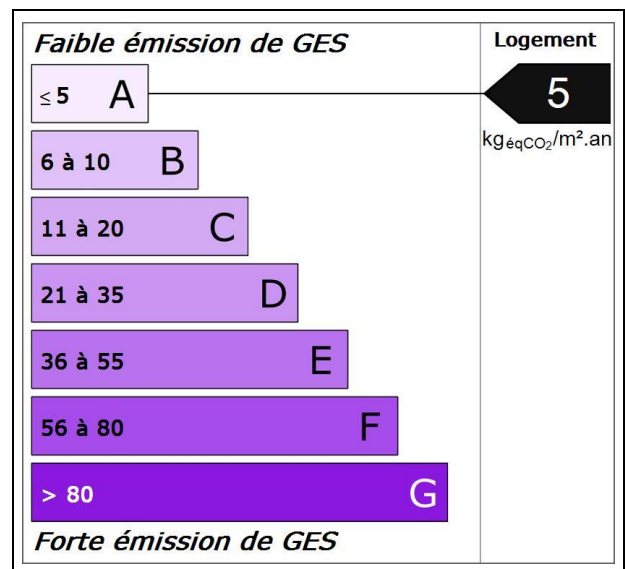 Faible émission de GES
Logement
≤ 5 A
5
kgéqCO₂/m².an
6 à 10 B
11 à 20 C
21 à 35 D
36 à 55 E
56 à 80 F
> 80 G
Forte émission de GES